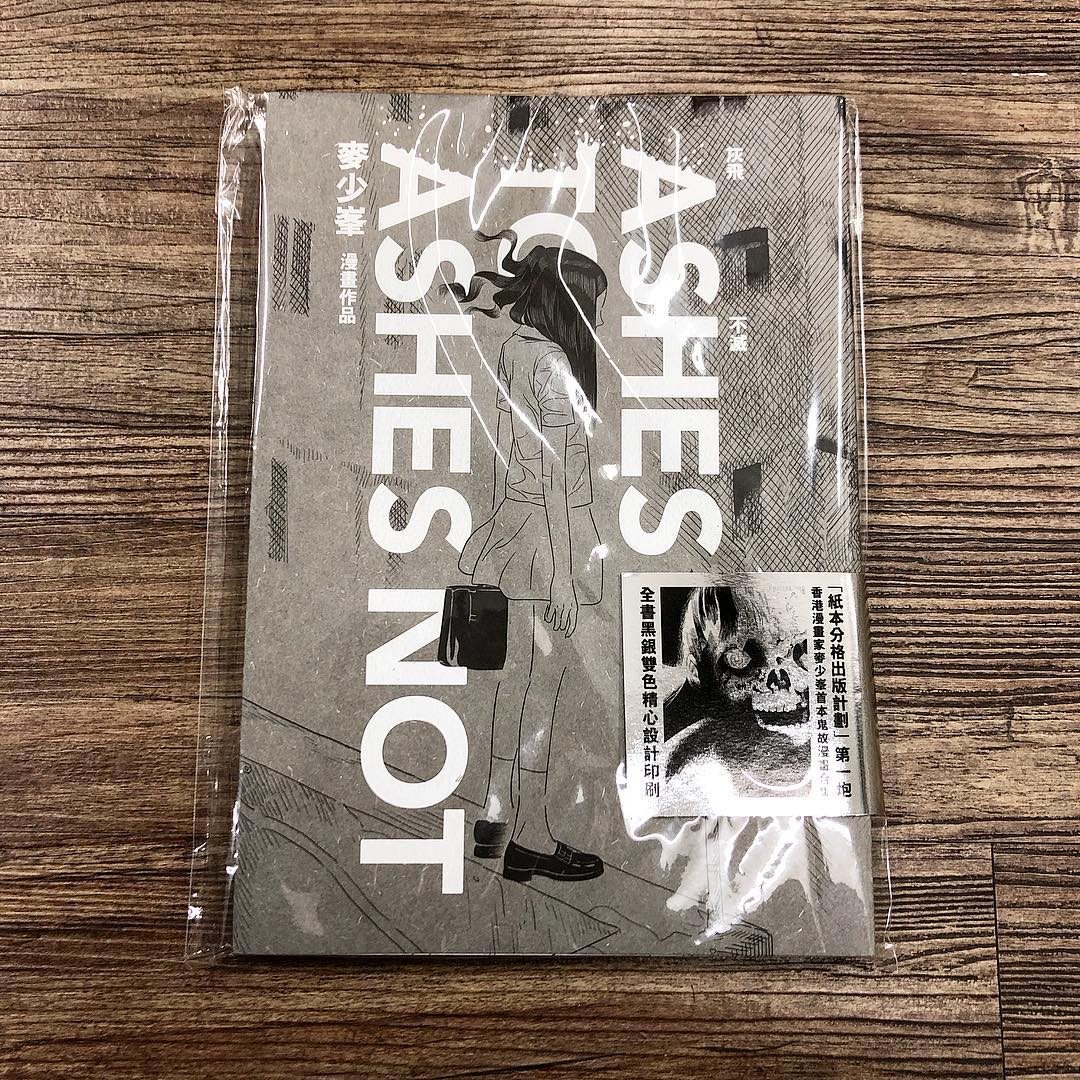 灰飛 不滅
ASHES
TO
ASHES NOT
麥少峯 漫畫作品
「紙本分格出版計劃」第一炮
香港漫畫家麥少峯首本鬼故漫畫
全書黑銀雙色精心設計印刷